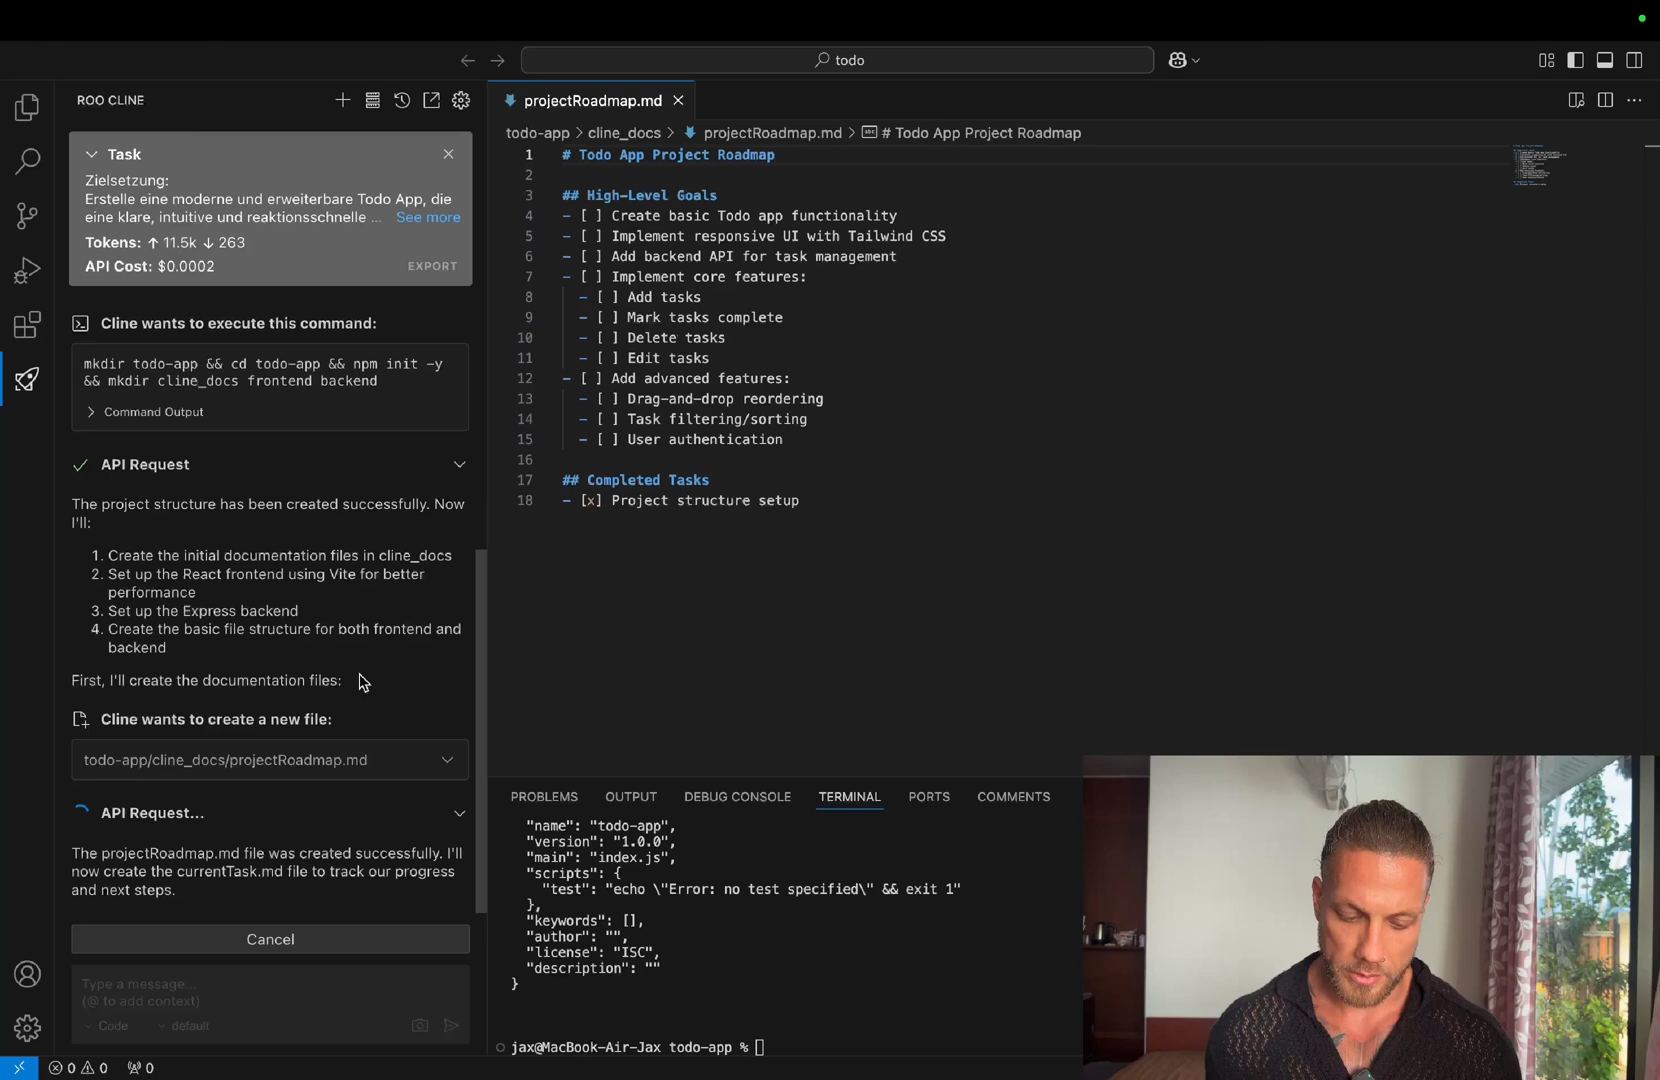 todo
ROO CLINE
Task
Zielsetzung:
Erstelle eine moderne und erweiterbare Todo App, die
eine klare, intuitive und reaktionsschnelle ... See more
Tokens: ↑ 11.5k ↓ 263
API Cost: $0.0002
EXPORT
Cline wants to execute this command:
mkdir todo-app && cd todo-app && npm init -y
&& mkdir cline_docs frontend backend
Command Output
API Request
The project structure has been created successfully. Now
I'll:
1. Create the initial documentation files in cline_docs
2. Set up the React frontend using Vite for better
performance
3. Set up the Express backend
4. Create the basic file structure for both frontend and
backend
First, I'll create the documentation files:
Cline wants to create a new file:
todo-app/cline_docs/projectRoadmap.md
API Request...
The projectRoadmap.md file was created successfully. I'll
now create the currentTask.md file to track our progress
and next steps.
Cancel
Type a message...
(@ to add context)
Code default
projectRoadmap.md
todo-app > cline_docs > projectRoadmap.md > # Todo App Project Roadmap
1 # Todo App Project Roadmap
2
3 ## High-Level Goals
4 - [ ] Create basic Todo app functionality
5 - [ ] Implement responsive UI with Tailwind CSS
6 - [ ] Add backend API for task management
7 - [ ] Implement core features:
8 - [ ] Add tasks
9 - [ ] Mark tasks complete
10 - [ ] Delete tasks
11 - [ ] Edit tasks
12 - [ ] Add advanced features:
13 - [ ] Drag-and-drop reordering
14 - [ ] Task filtering/sorting
15 - [ ] User authentication
16
17 ## Completed Tasks
18 - [x] Project structure setup
PROBLEMS OUTPUT DEBUG CONSOLE TERMINAL PORTS COMMENTS
"name": "todo-app",
"version": "1.0.0",
"main": "index.js",
"scripts": {
"test": "echo \"Error: no test specified\" && exit 1"
},
"keywords": [],
"author": "",
"license": "ISC",
"description": ""
}
jax@MacBook-Air-Jax todo-app %
0 0 0